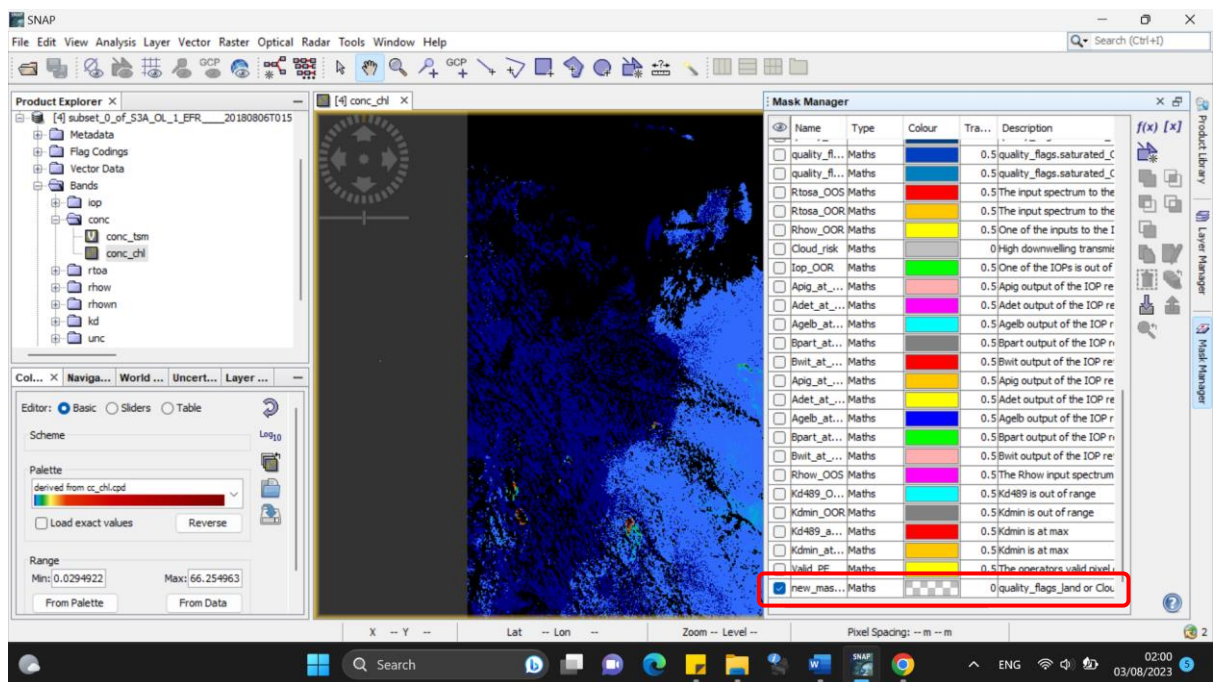 SNAP
File Edit View Analysis Layer Vector Raster Optical Radar Tools Window Help
Search (Ctrl+I)
GCP
GCP
Product Explorer
[4] subset_0_of_S3A_OL_1_EFR____20180806T015
Metadata
Flag Codings
Vector Data
Bands
iop
conc
conc_tsm
conc_chl
rtoa
rhow
rhown
kd
unc
Col... Naviga... World ... Uncert... Layer ...
Editor: Basic Sliders Table
Scheme
Log10
Palette
derived from cc_chl.cpd
Load exact values Reverse
Range
Min: 0.0294922 Max: 66.254963
From Palette From Data
[4] conc_chl
Mask Manager
Name Type Colour Tra... Description
quality_fl... Maths 0.5 quality_flags.saturated_O
quality_fl... Maths 0.5 quality_flags.saturated_O
Rtosa_OOS Maths 0.5 The input spectrum to the
Rtosa_OOR Maths 0.5 The input spectrum to the
Rhow_OOR Maths 0.5 One of the inputs to the I
Cloud_risk Maths 0 High downwelling transmis
Iop_OOR Maths 0.5 One of the IOPs is out of
Apig_at_... Maths 0.5 Apig output of the IOP re
Adet_at_... Maths 0.5 Adet output of the IOP re
Agelb_at... Maths 0.5 Agelb output of the IOP r
Bpart_at... Maths 0.5 Bpart output of the IOP r
Bwit_at_... Maths 0.5 Bwit output of the IOP re
Apig_at_... Maths 0.5 Apig output of the IOP re
Adet_at_... Maths 0.5 Adet output of the IOP re
Agelb_at... Maths 0.5 Agelb output of the IOP r
Bpart_at... Maths 0.5 Bpart output of the IOP r
Bwit_at_... Maths 0.5 Bwit output of the IOP re
Rhow_OOS Maths 0.5 The Rhow input spectrum
Kd489_O... Maths 0.5 Kd489 is out of range
Kdmin_OOR Maths 0.5 Kdmin is out of range
Kd489_a... Maths 0.5 Kdmin is at max
Kdmin_at... Maths 0.5 Kdmin is at max
Valid_PE Maths 0.5 The operators valid pixel
new_mas... Maths 0 quality_flags_land or Clou
f(x) [x]
Product Library
Layer Manager
Mask Manager
X -- Y -- Lat -- Lon -- Zoom -- Level -- Pixel Spacing: -- m -- m
2
Search
SNAP
ENG
02:00
03/08/2023
5